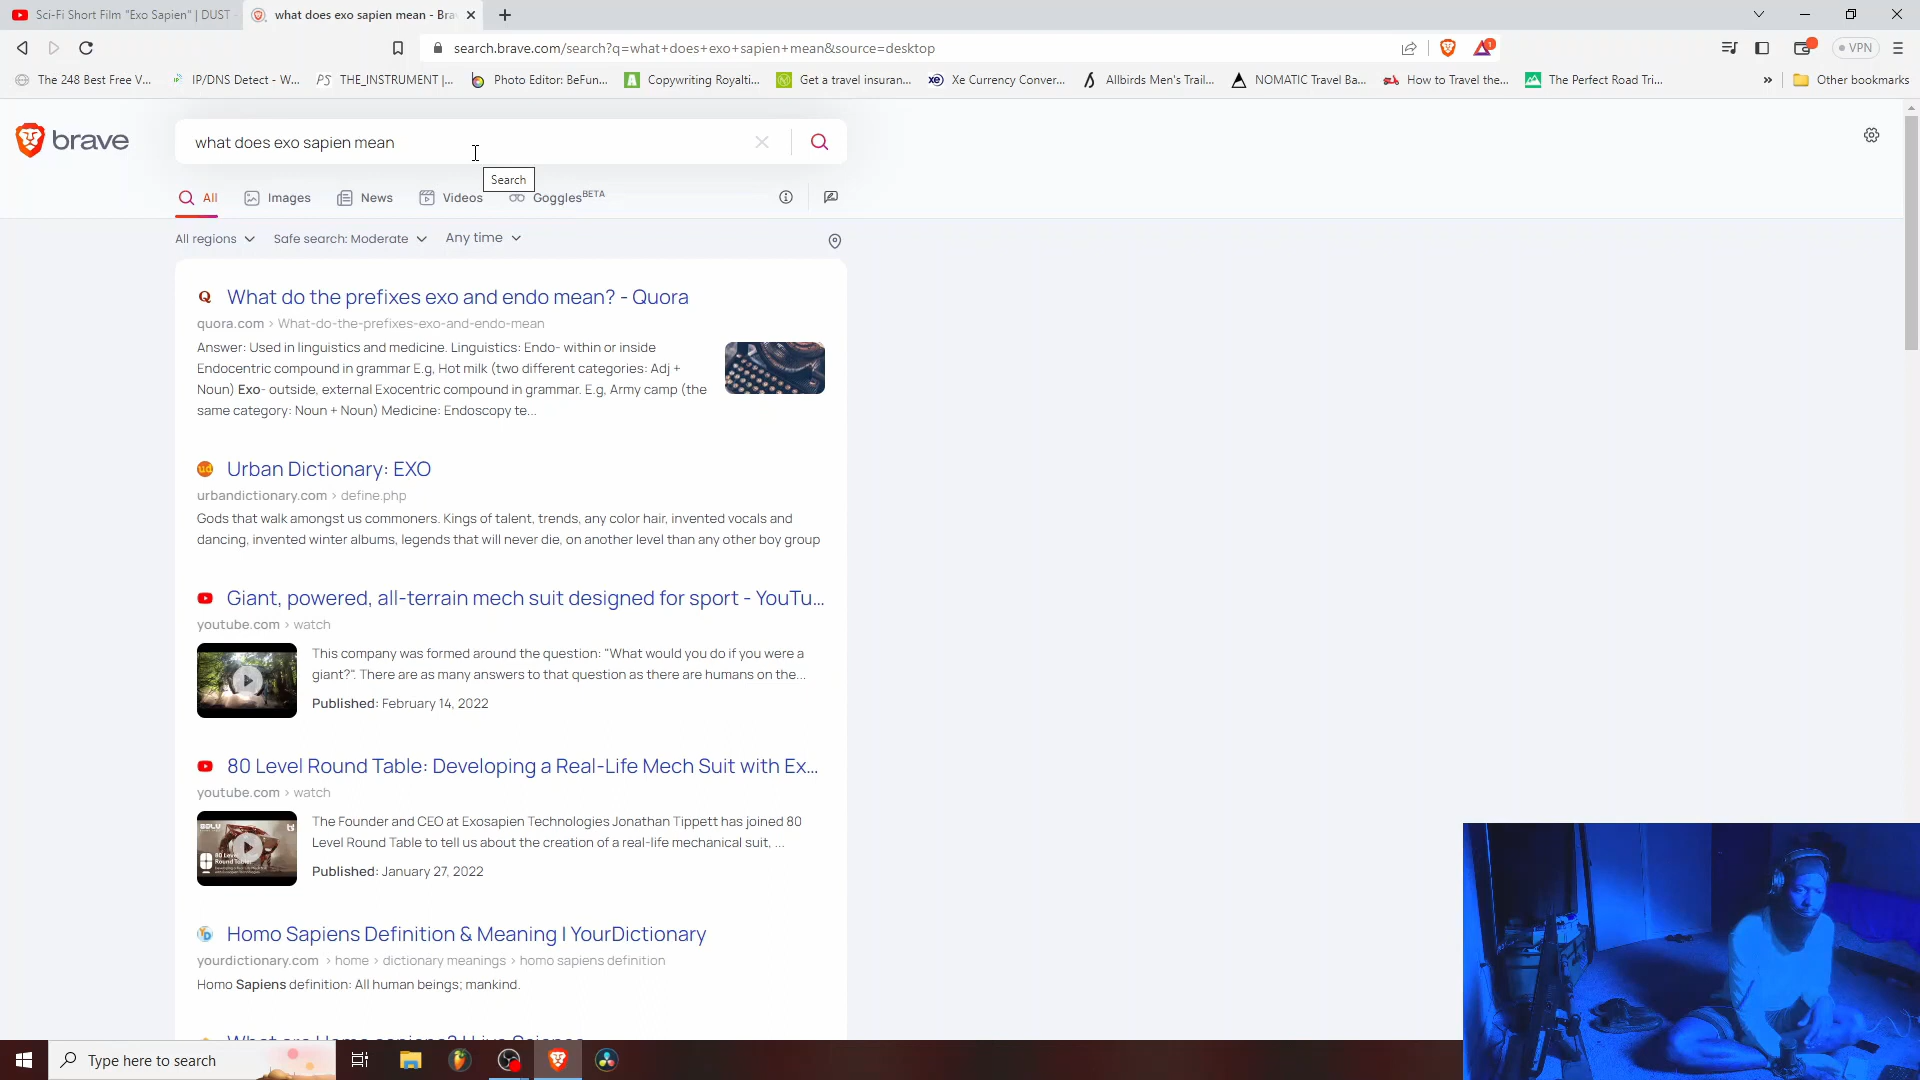 Sci-Fi Short Film "Exo Sapien" | DUST
what does exo sapien mean - Bra
search.brave.com/search?q=what+does+exo+sapien+mean&source=desktop
1
VPN
The 248 Best Free V...
IP/DNS Detect - W...
PS
THE_INSTRUMENT |...
Photo Editor: BeFun...
A
Copywriting Royalti...
Get a travel insuran...
xe
Xe Currency Conver...
Allbirds Men's Trail...
NOMATIC Travel Ba...
How to Travel the...
The Perfect Road Tri...
»
Other bookmarks
brave
what does exo sapien mean
Search
All
Images
News
Videos
Goggles BETA
All regions
Safe search: Moderate
Any time
Q
What do the prefixes exo and endo mean? - Quora
quora.com › What-do-the-prefixes-exo-and-endo-mean
Answer: Used in linguistics and medicine. Linguistics: Endo- within or inside
Endocentric compound in grammar E.g, Hot milk (two different categories: Adj +
Noun) Exo- outside, external Exocentric compound in grammar. E.g, Army camp (the
same category: Noun + Noun) Medicine: Endoscopy te...
ud
Urban Dictionary: EXO
urbandictionary.com › define.php
Gods that walk amongst us commoners. Kings of talent, trends, any color hair, invented vocals and
dancing, invented winter albums, legends that will never die, on another level than any other boy group
Giant, powered, all-terrain mech suit designed for sport - YouTu...
youtube.com › watch
This company was formed around the question: "What would you do if you were a
giant?". There are as many answers to that question as there are humans on the...
Published: February 14, 2022
80 Level Round Table: Developing a Real-Life Mech Suit with Ex...
youtube.com › watch
The Founder and CEO at Exosapien Technologies Jonathan Tippett has joined 80
Level Round Table to tell us about the creation of a real-life mechanical suit, ...
Published: January 27, 2022
Homo Sapiens Definition & Meaning | YourDictionary
yourdictionary.com › home › dictionary meanings › homo sapiens definition
Homo Sapiens definition: All human beings; mankind.
What are Homo sapiens? | Live Science
Type here to search